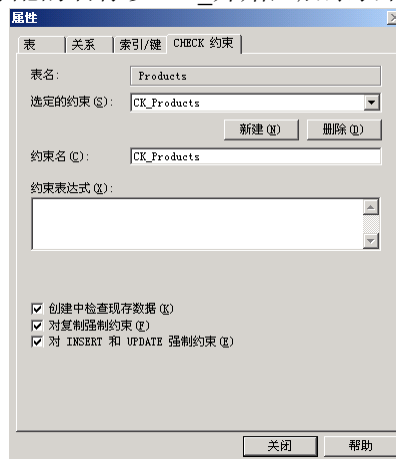 属性
表 关系 索引/键 CHECK 约束
表名: Products
选定的约束(S): CK_Products
新建(N) 删除(D)
约束名(C): CK_Products
约束表达式(X):
创建中检查现存数据(K)
对复制强制约束(F)
对 INSERT 和 UPDATE 强制约束(E)
关闭 帮助